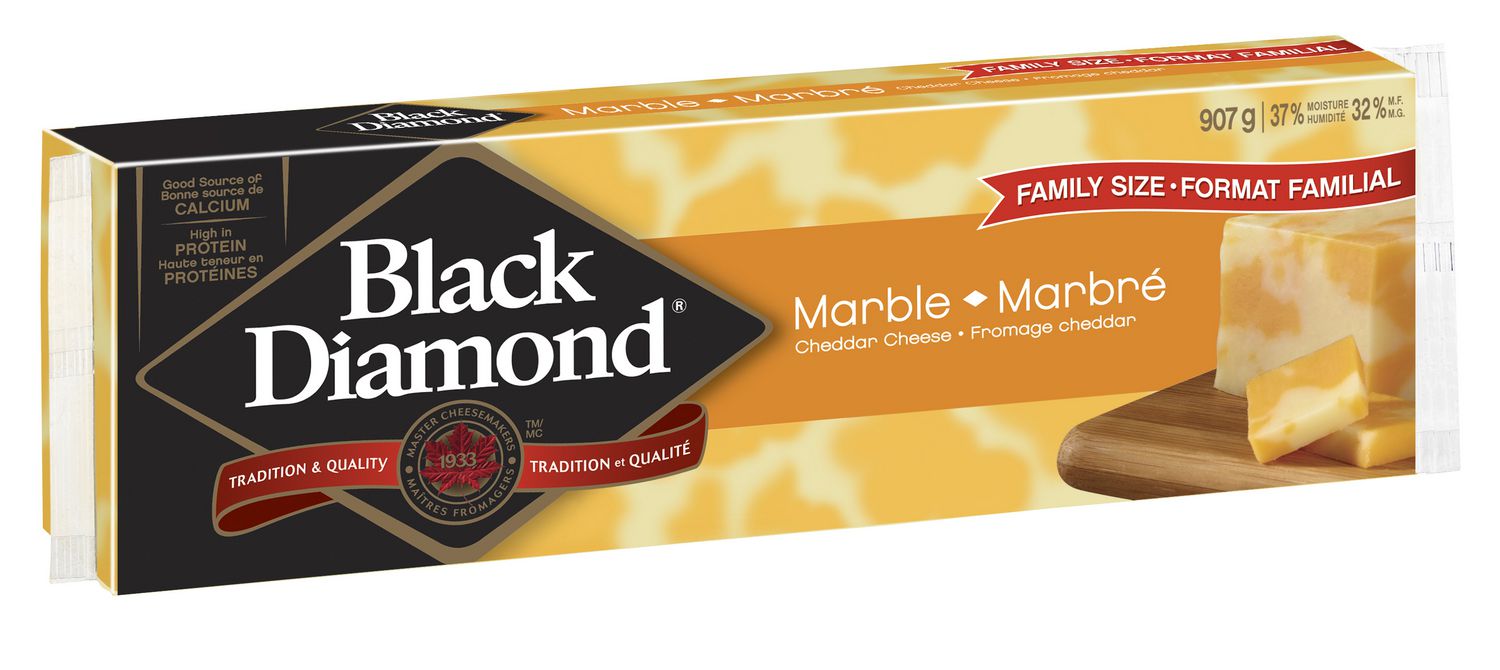 Black
Diamond
Marble ◆ Marbré Cheddar Cheese • Fromage cheddar
FAMILY SIZE • FORMAT FAMILIAL
907 g | 37% MOISTURE HUMIDITÉ 32% M.F. M.G.
FAMILY SIZE • FORMAT FAMILIAL
Good Source of
Bonne source de
CALCIUM
High in
PROTEIN
Haute teneur en
PROTÉINES
Black
Diamond®
Marble ◆ Marbré
Cheddar Cheese • Fromage cheddar
TM/
MC
TRADITION & QUALITY
MASTER CHEESEMAKERS
1933
MAÎTRES FROMAGERS
TRADITION et QUALITÉ